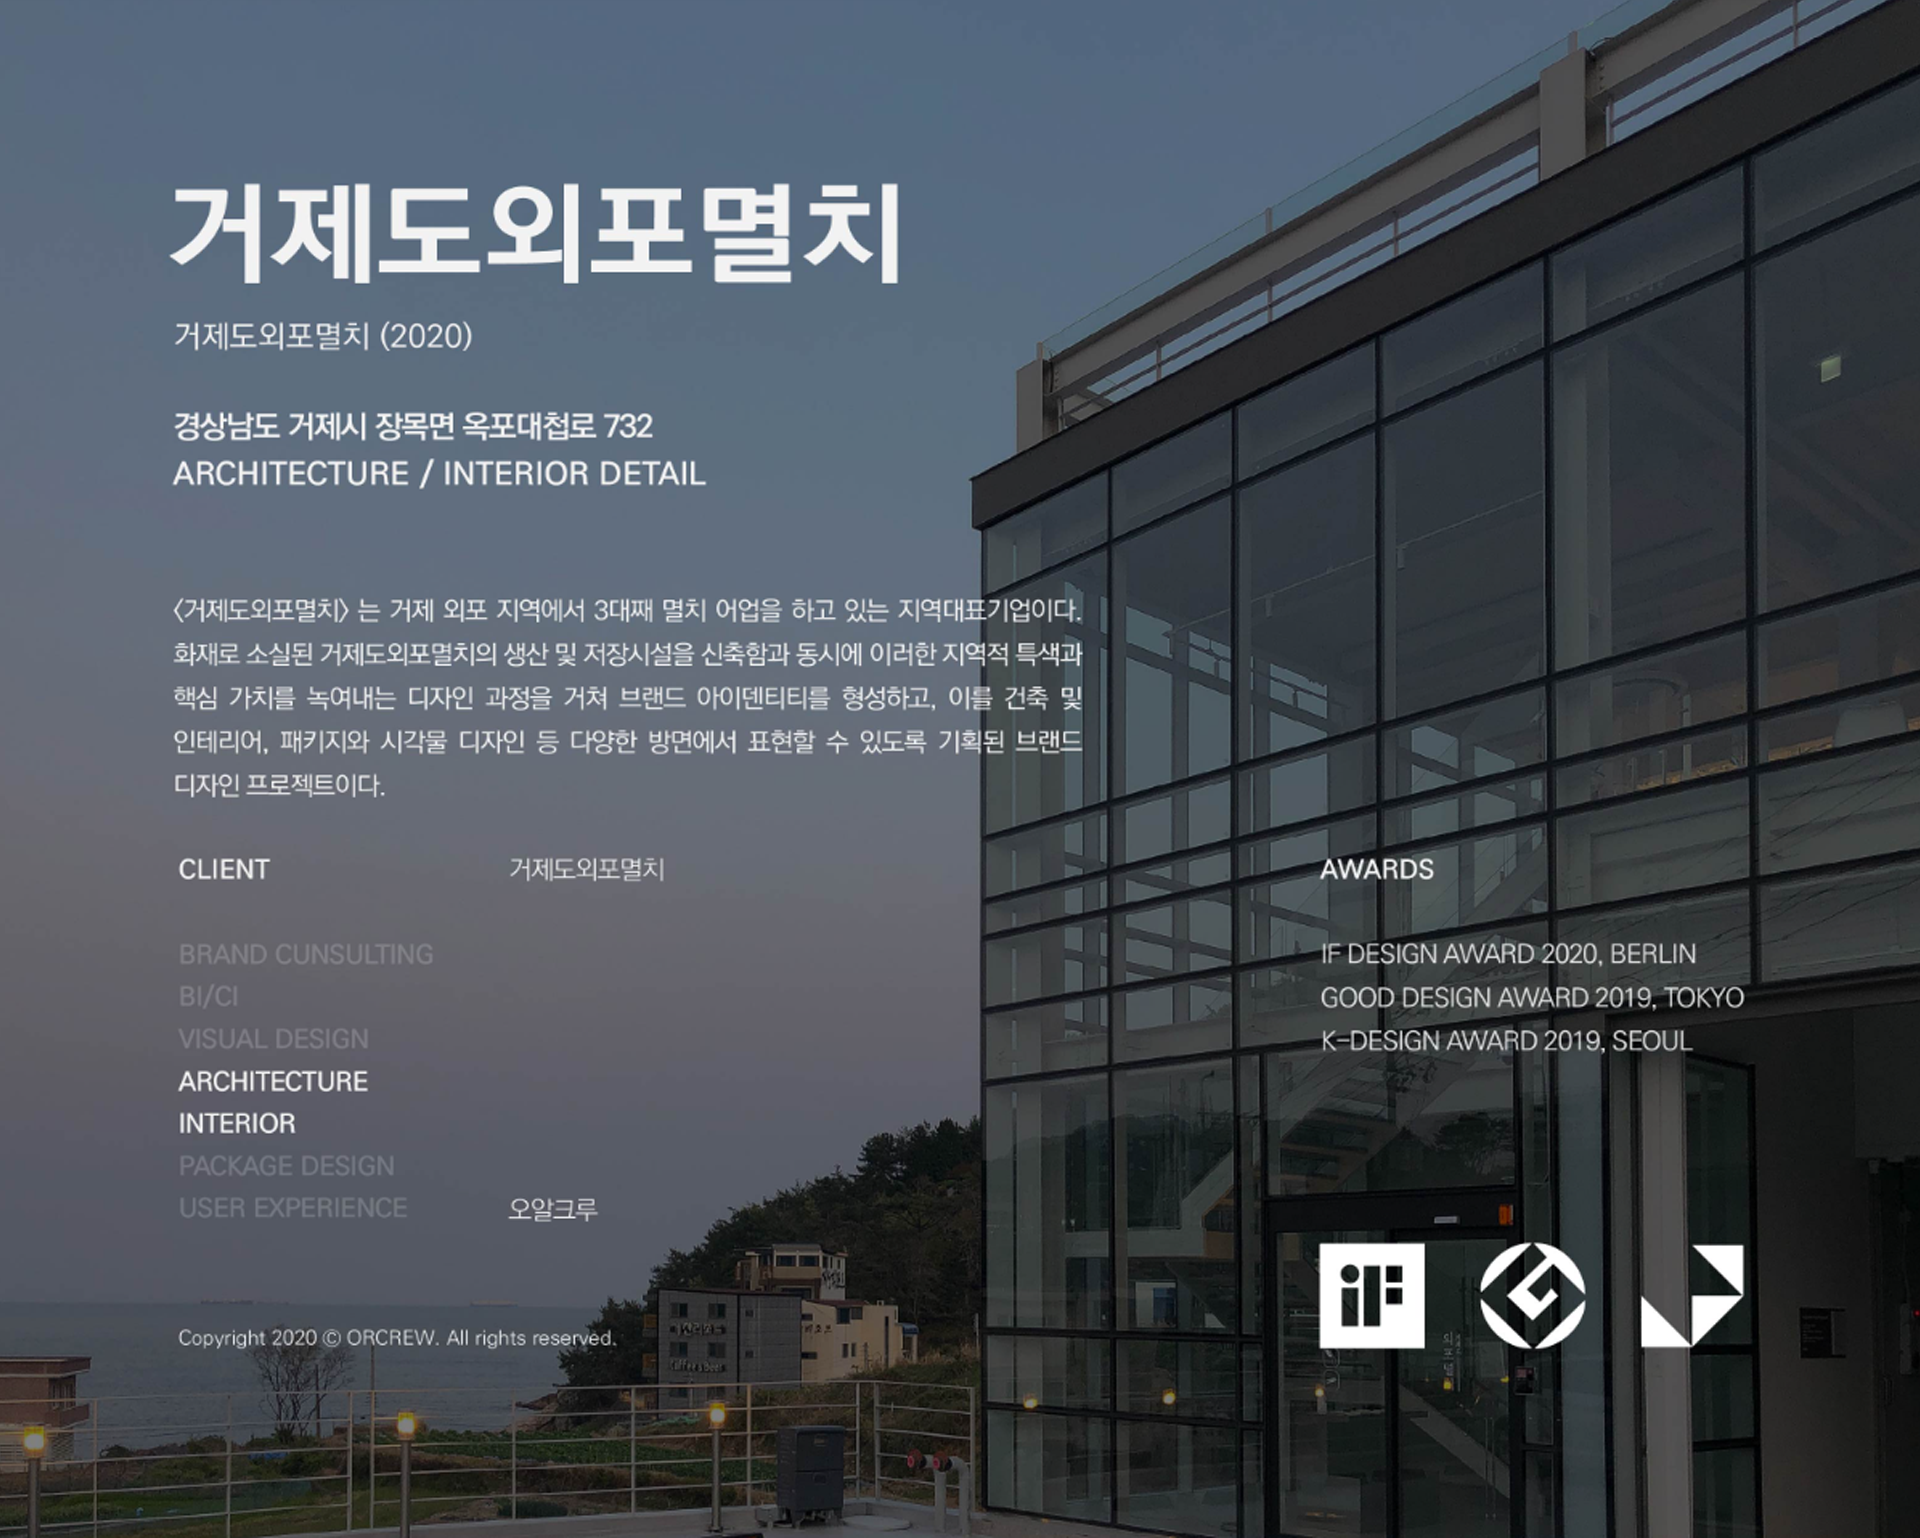 거제도외포멸치
거제도외포멸치 (2020)
경상남도 거제시 장목면 옥포대첩로 732
ARCHITECTURE / INTERIOR DETAIL
〈거제도외포멸치〉 는 거제 외포 지역에서 3대째 멸치 어업을 하고 있는 지역대표기업이다.
화재로 소실된 거제도외포멸치의 생산 및 저장시설을 신축함과 동시에 이러한 지역적 특색과
핵심 가치를 녹여내는 디자인 과정을 거쳐 브랜드 아이덴티티를 형성하고, 이를 건축 및
인테리어, 패키지와 시각물 디자인 등 다양한 방면에서 표현할 수 있도록 기획된 브랜드
디자인 프로젝트이다.
CLIENT 거제도외포멸치
BRAND CUNSULTING
BI/CI
VISUAL DESIGN
ARCHITECTURE
INTERIOR
PACKAGE DESIGN
USER EXPERIENCE 오알크루
AWARDS
IF DESIGN AWARD 2020, BERLIN
GOOD DESIGN AWARD 2019, TOKYO
K-DESIGN AWARD 2019, SEOUL
iF
Copyright 2020 © ORCREW. All rights reserved.